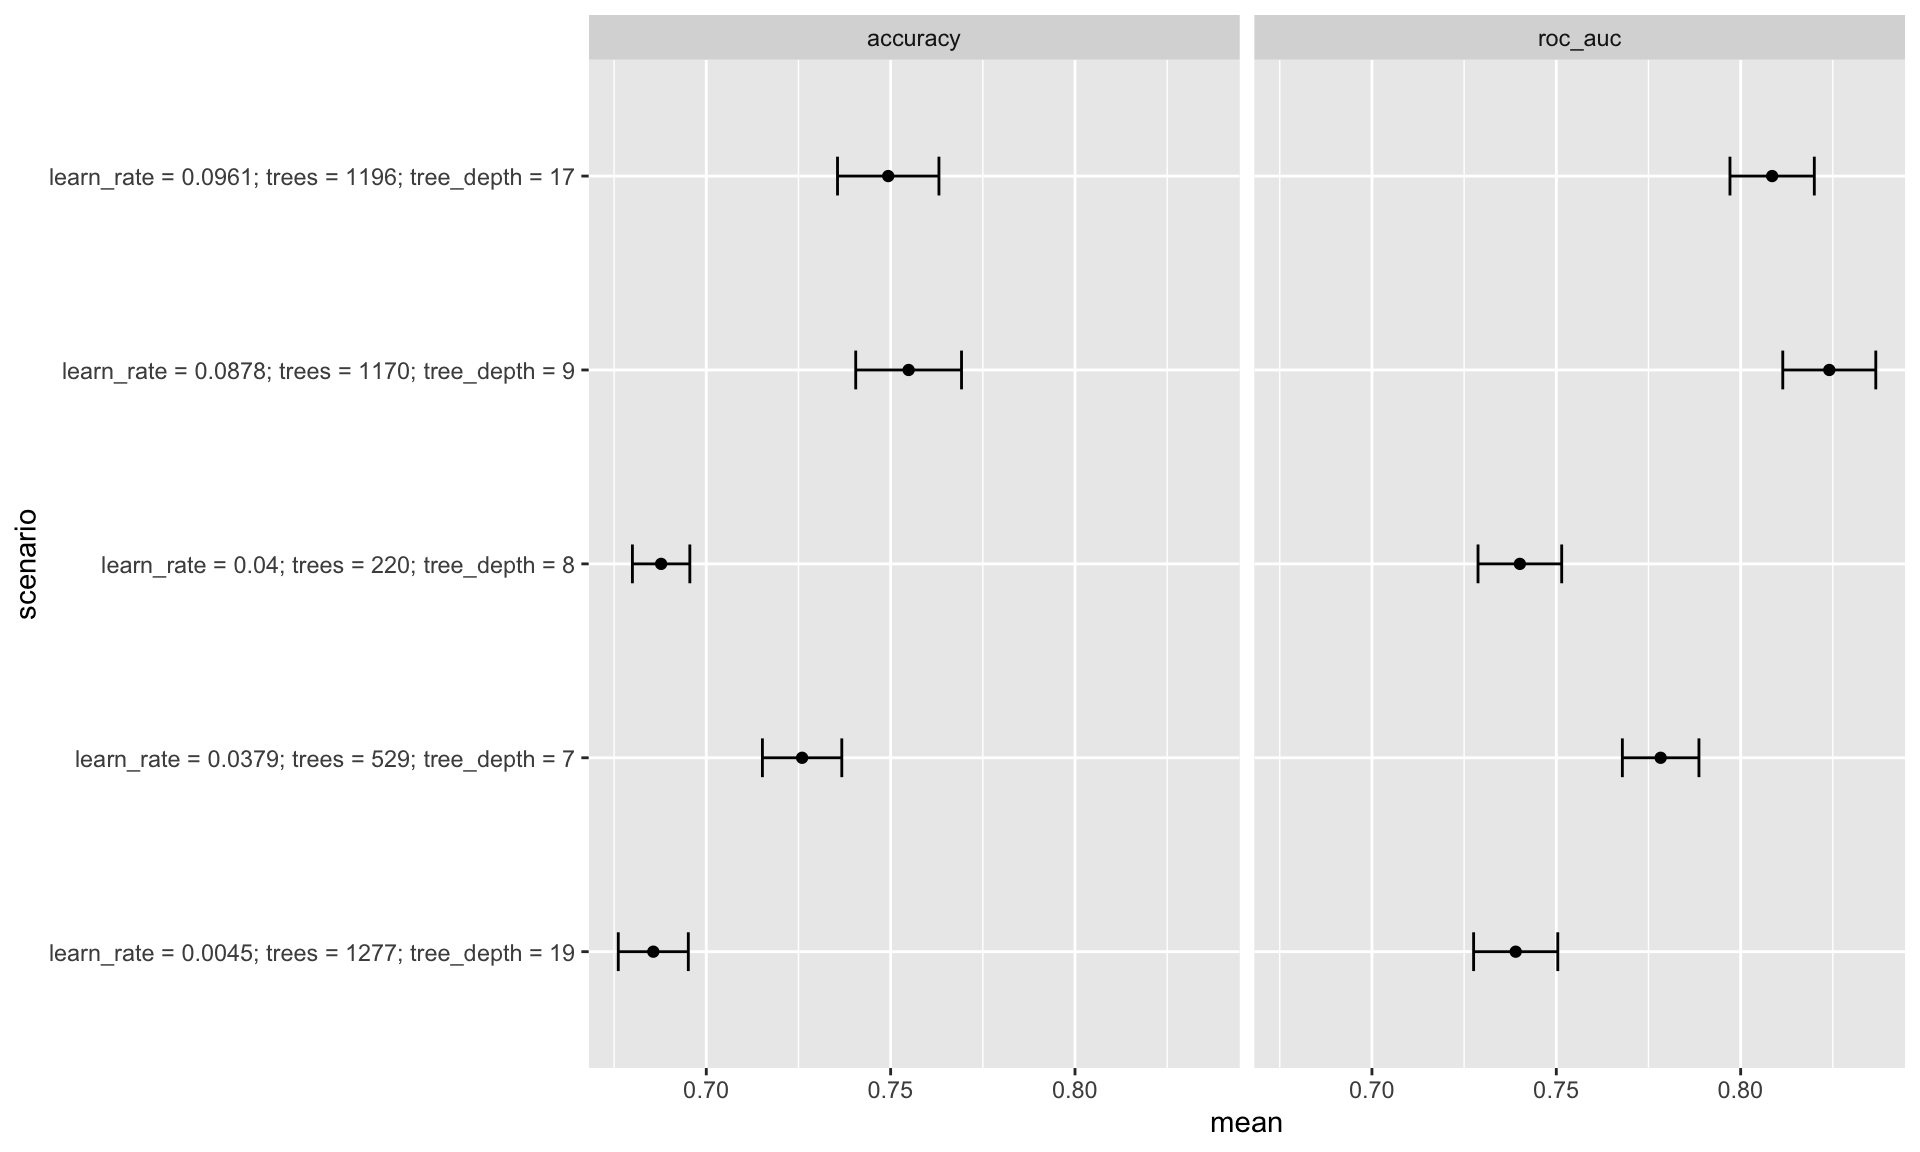 accuracy
roc_auc
scenario
learn_rate = 0.0961; trees = 1196; tree_depth = 17
learn_rate = 0.0878; trees = 1170; tree_depth = 9
learn_rate = 0.04; trees = 220; tree_depth = 8
learn_rate = 0.0379; trees = 529; tree_depth = 7
learn_rate = 0.0045; trees = 1277; tree_depth = 19
0.70 0.75 0.80
0.70 0.75 0.80
mean